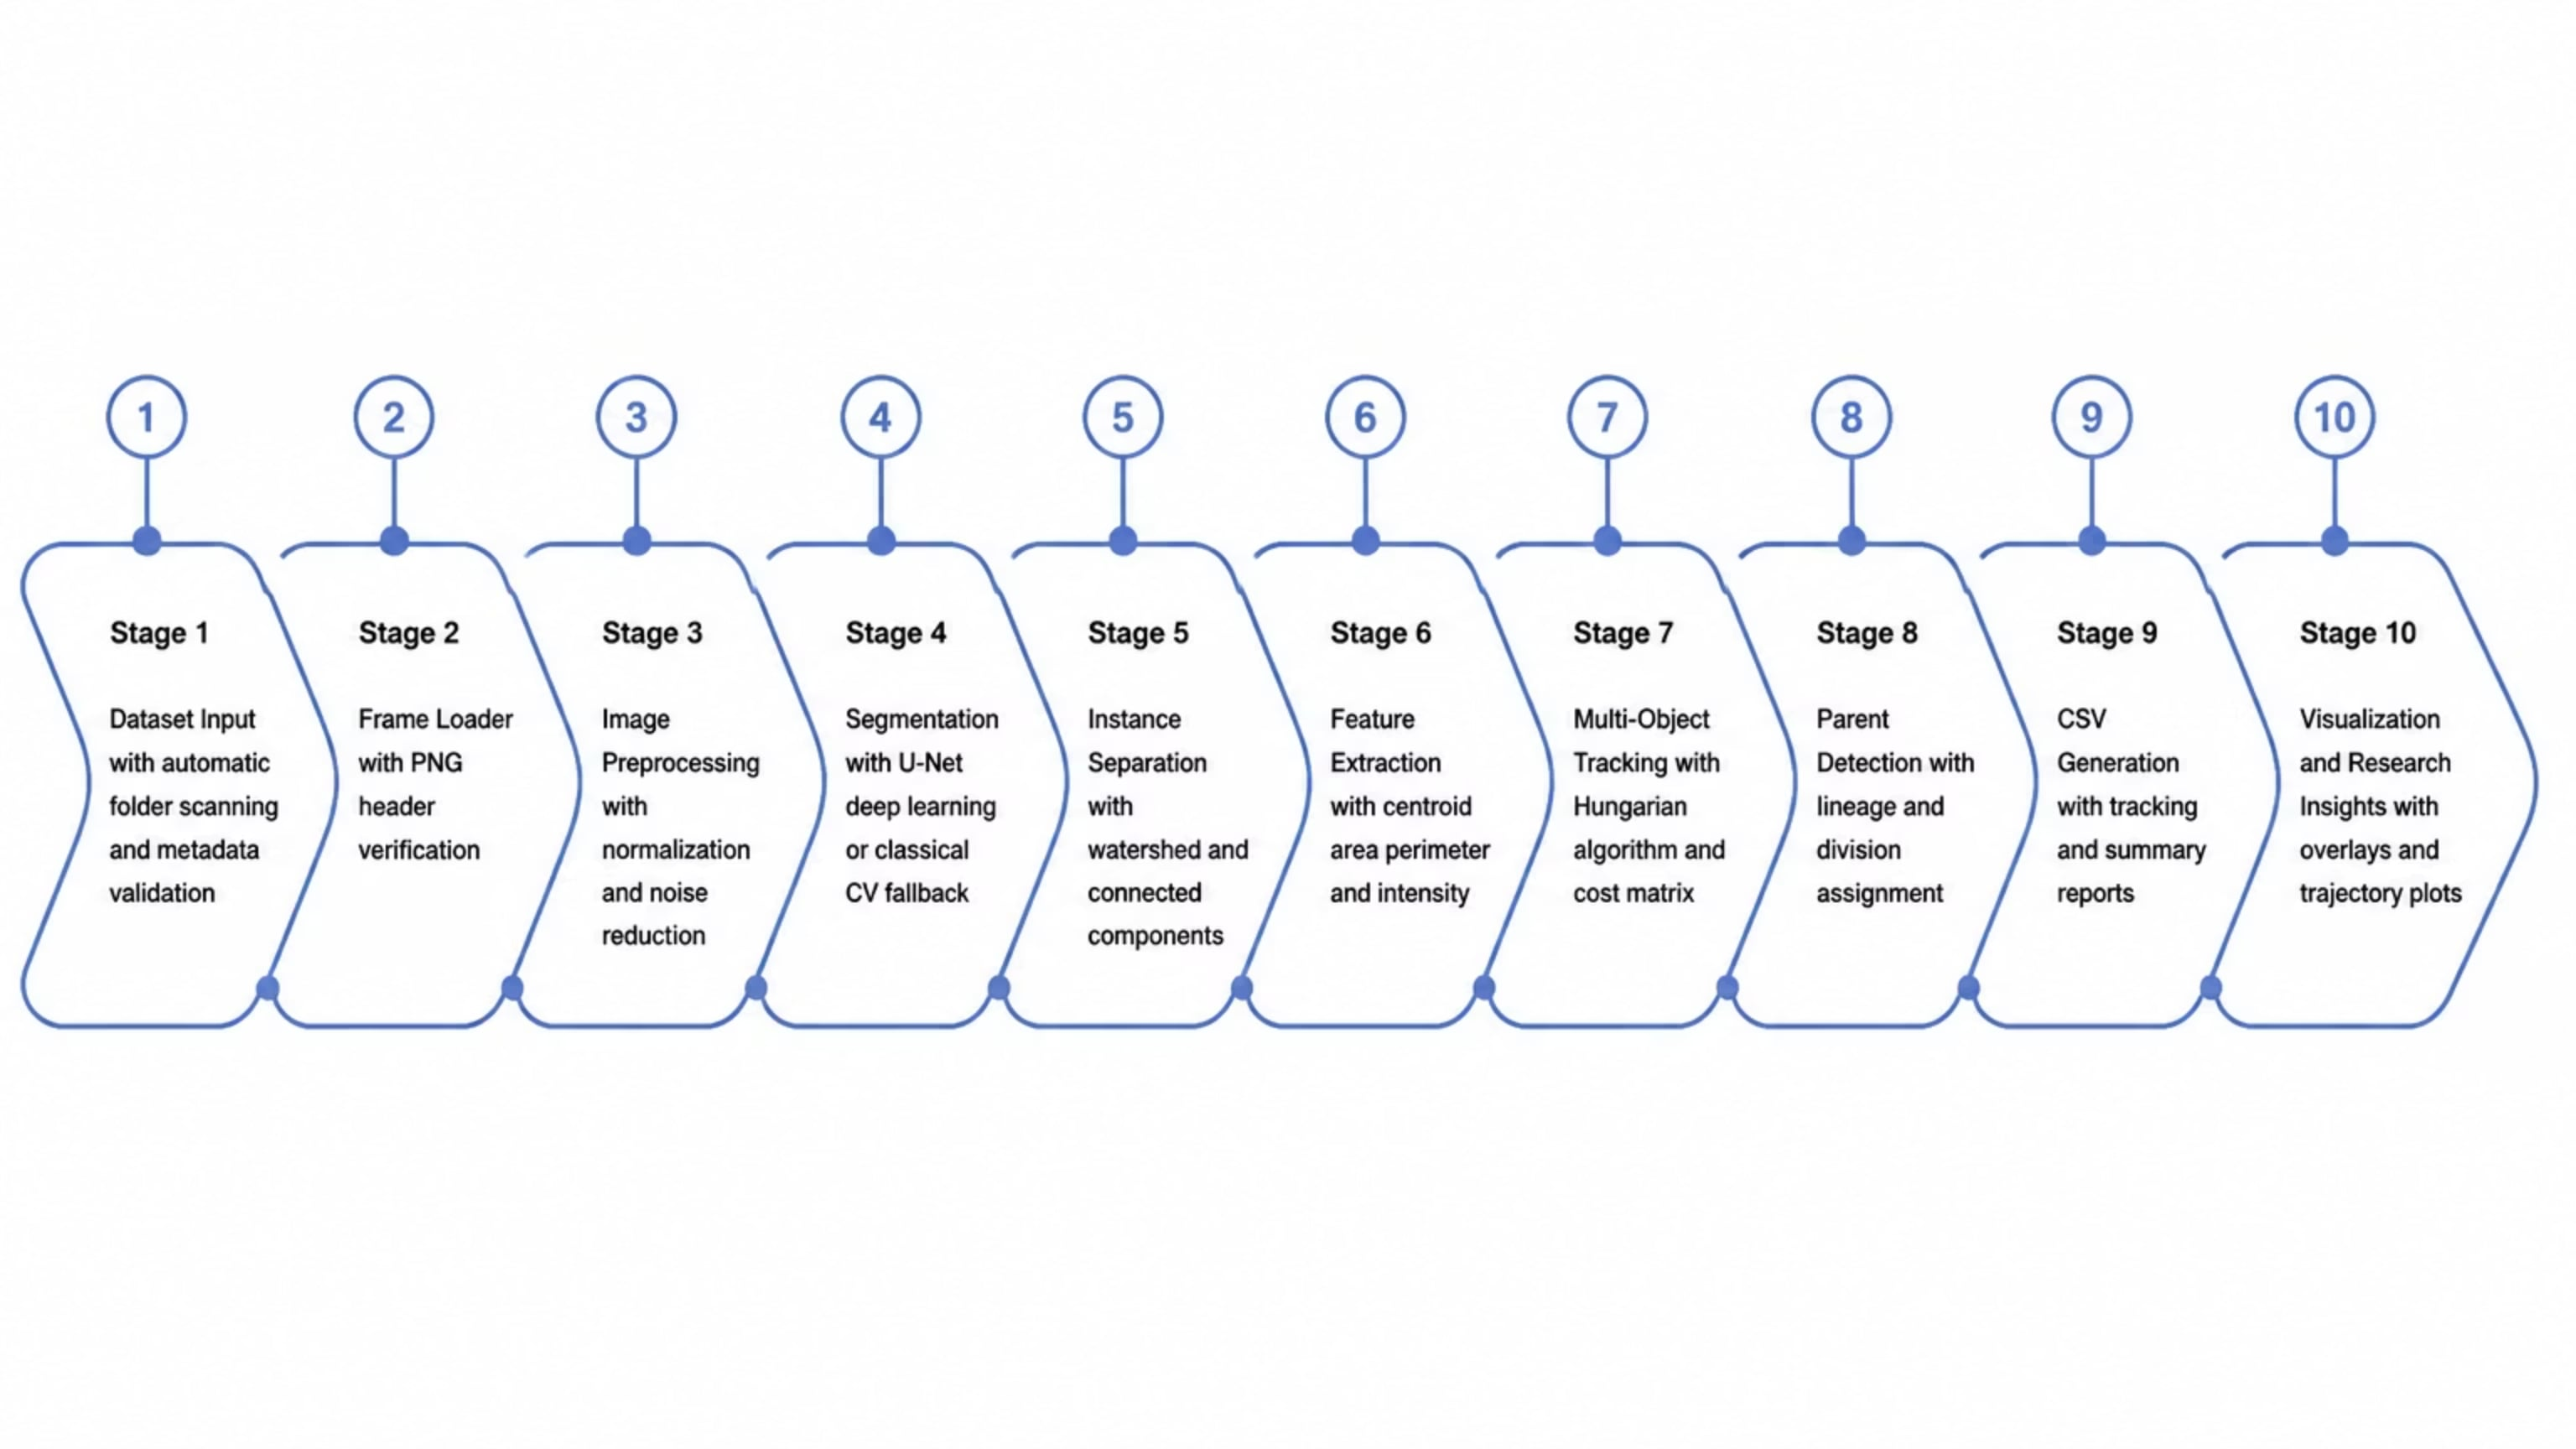 1
2
3
4
5
6
7
8
9
10
Stage 1
Dataset Input
with automatic
folder scanning
and metadata
validation
Stage 2
Frame Loader
with PNG
header
verification
Stage 3
Image
Preprocessing
with
normalization
and noise
reduction
Stage 4
Segmentation
with U-Net
deep learning
or classical
CV fallback
Stage 5
Instance
Separation
with
watershed and
connected
components
Stage 6
Feature
Extraction
with centroid
area perimeter
and intensity
Stage 7
Multi-Object
Tracking with
Hungarian
algorithm and
cost matrix
Stage 8
Parent
Detection with
lineage and
division
assignment
Stage 9
CSV
Generation
with tracking
and summary
reports
Stage 10
Visualization
and Research
Insights with
overlays and
trajectory plots